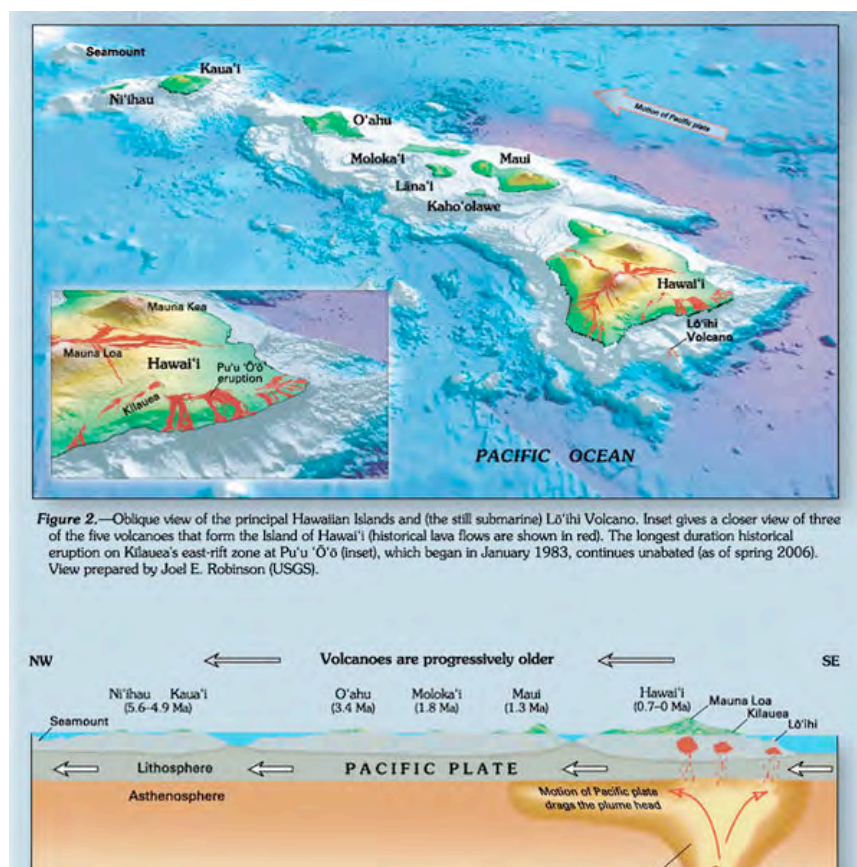 Seamount
Kaua'i
Ni'ihau
O'ahu
Motion of Pacific plate
Moloka'i
Maui
Lāna'i
Kaho'olawe
Hawai'i
Lō'ihi
Volcano
Mauna Kea
Mauna Loa
Hawai'i
Pu'u 'Ō'ō
eruption
Kīlauea
PACIFIC OCEAN
Figure 2.—Oblique view of the principal Hawaiian Islands and (the still submarine) Lō'ihi Volcano. Inset gives a closer view of three
of the five volcanoes that form the Island of Hawai'i (historical lava flows are shown in red). The longest duration historical
eruption on Kīlauea's east-rift zone at Pu'u 'Ō'ō (inset), which began in January 1983, continues unabated (as of spring 2006).
View prepared by Joel E. Robinson (USGS).
NW
Volcanoes are progressively older
SE
Ni'ihau Kaua'i
(5.6–4.9 Ma)
O'ahu
(3.4 Ma)
Moloka'i
(1.8 Ma)
Maui
(1.3 Ma)
Hawai'i
(0.7–0 Ma)
Mauna Loa
Kilauea
Lō'ihi
Seamount
Lithosphere
PACIFIC PLATE
Asthenosphere
Motion of Pacific plate
drags the plume head